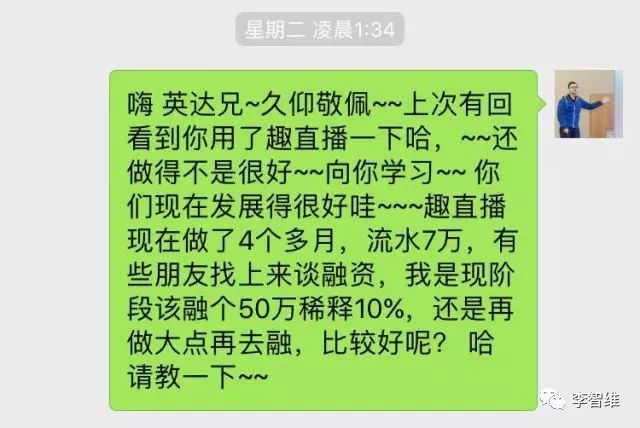 星期二 凌晨1:34
嗨 英达兄~久仰敬佩~~上次有回
看到你用了趣直播一下哈，~~还
做得不是很好~~向你学习~~ 你
们现在发展得很好哇~~~趣直播
现在做了4个多月，流水7万，有
些朋友找上来谈融资，我是现阶
段该融个50万稀释10%，还是再
做大点再去融，比较好呢？ 哈
请教一下~~
李智维